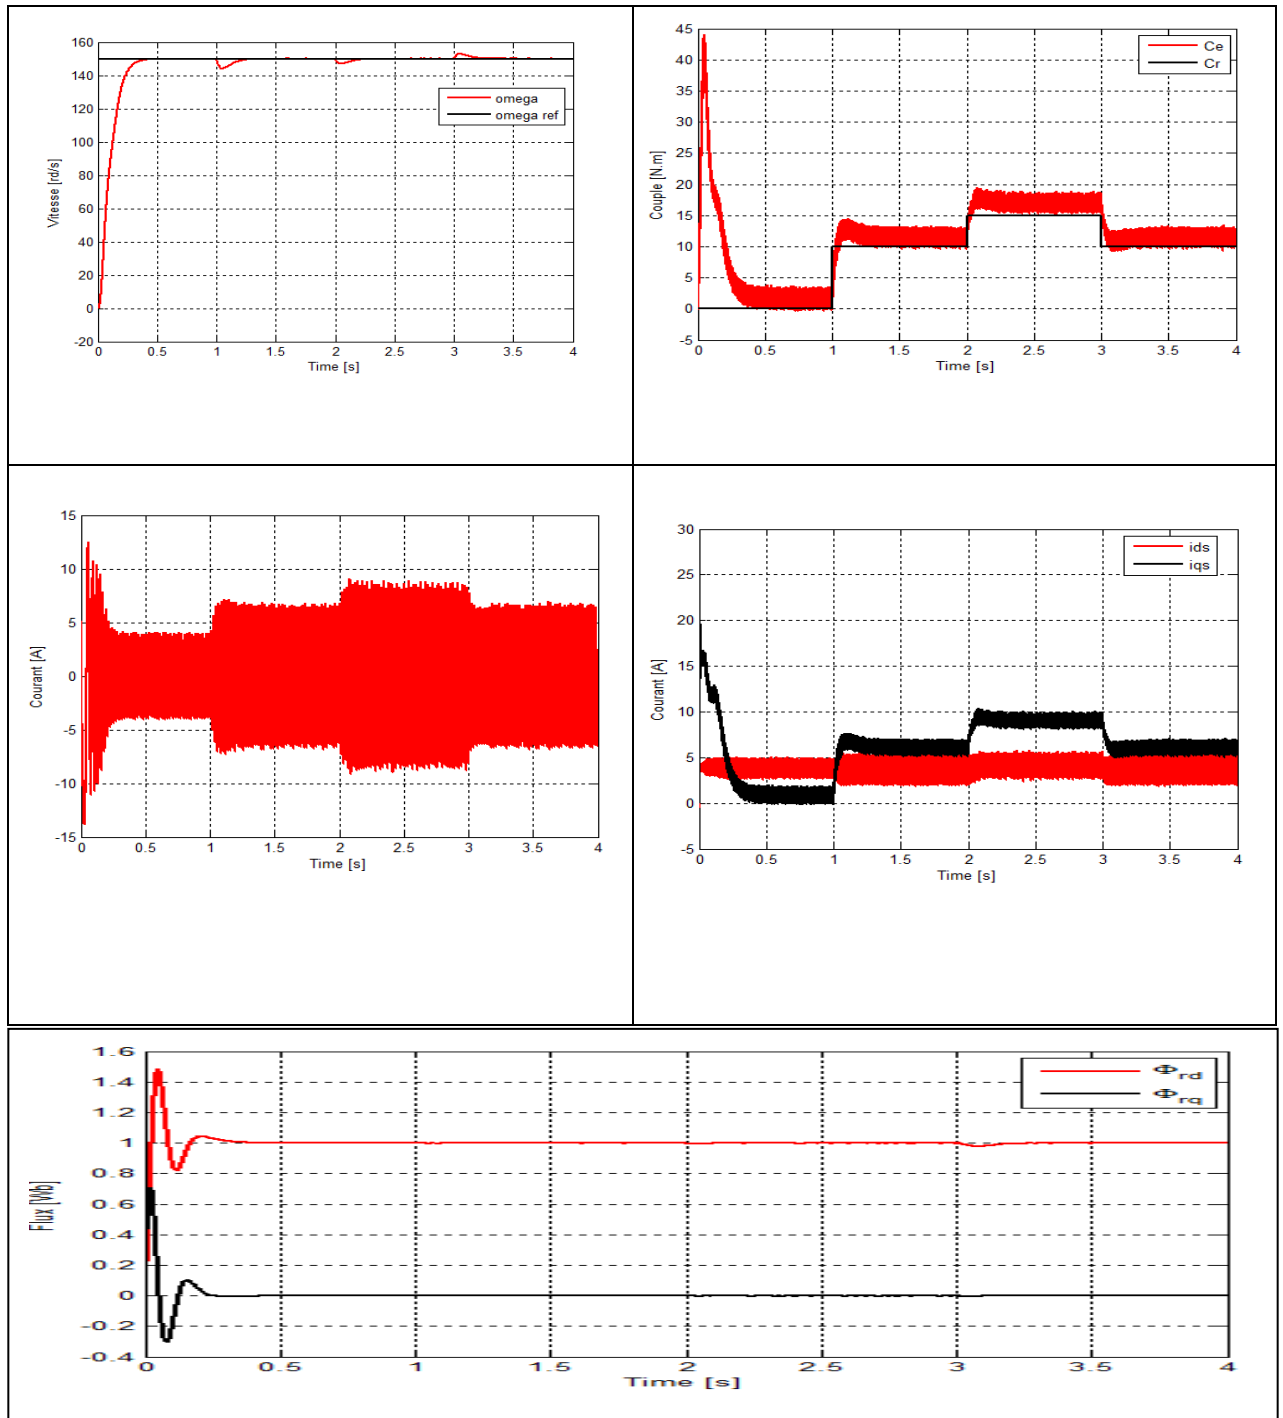 160
140
120
100
80
60
40
20
0
-20
Vitesse [rd/s]
omega
omega ref
0 0.5 1 1.5 2 2.5 3 3.5 4
Time [s]
45
40
35
30
25
20
15
10
5
0
-5
Couple [N.m]
Ce
Cr
0 0.5 1 1.5 2 2.5 3 3.5 4
Time [s]
15
10
5
0
-5
-10
-15
Courant [A]
0 0.5 1 1.5 2 2.5 3 3.5 4
Time [s]
30
25
20
15
10
5
0
-5
Courant [A]
ids
iqs
0 0.5 1 1.5 2 2.5 3 3.5 4
Time [s]
1.6
1.4
1.2
1
0.8
0.6
0.4
0.2
0
-0.2
-0.4
Flux [Wb]
Φrd
Φrq
0 0.5 1 1.5 2 2.5 3 3.5 4
Time [s]